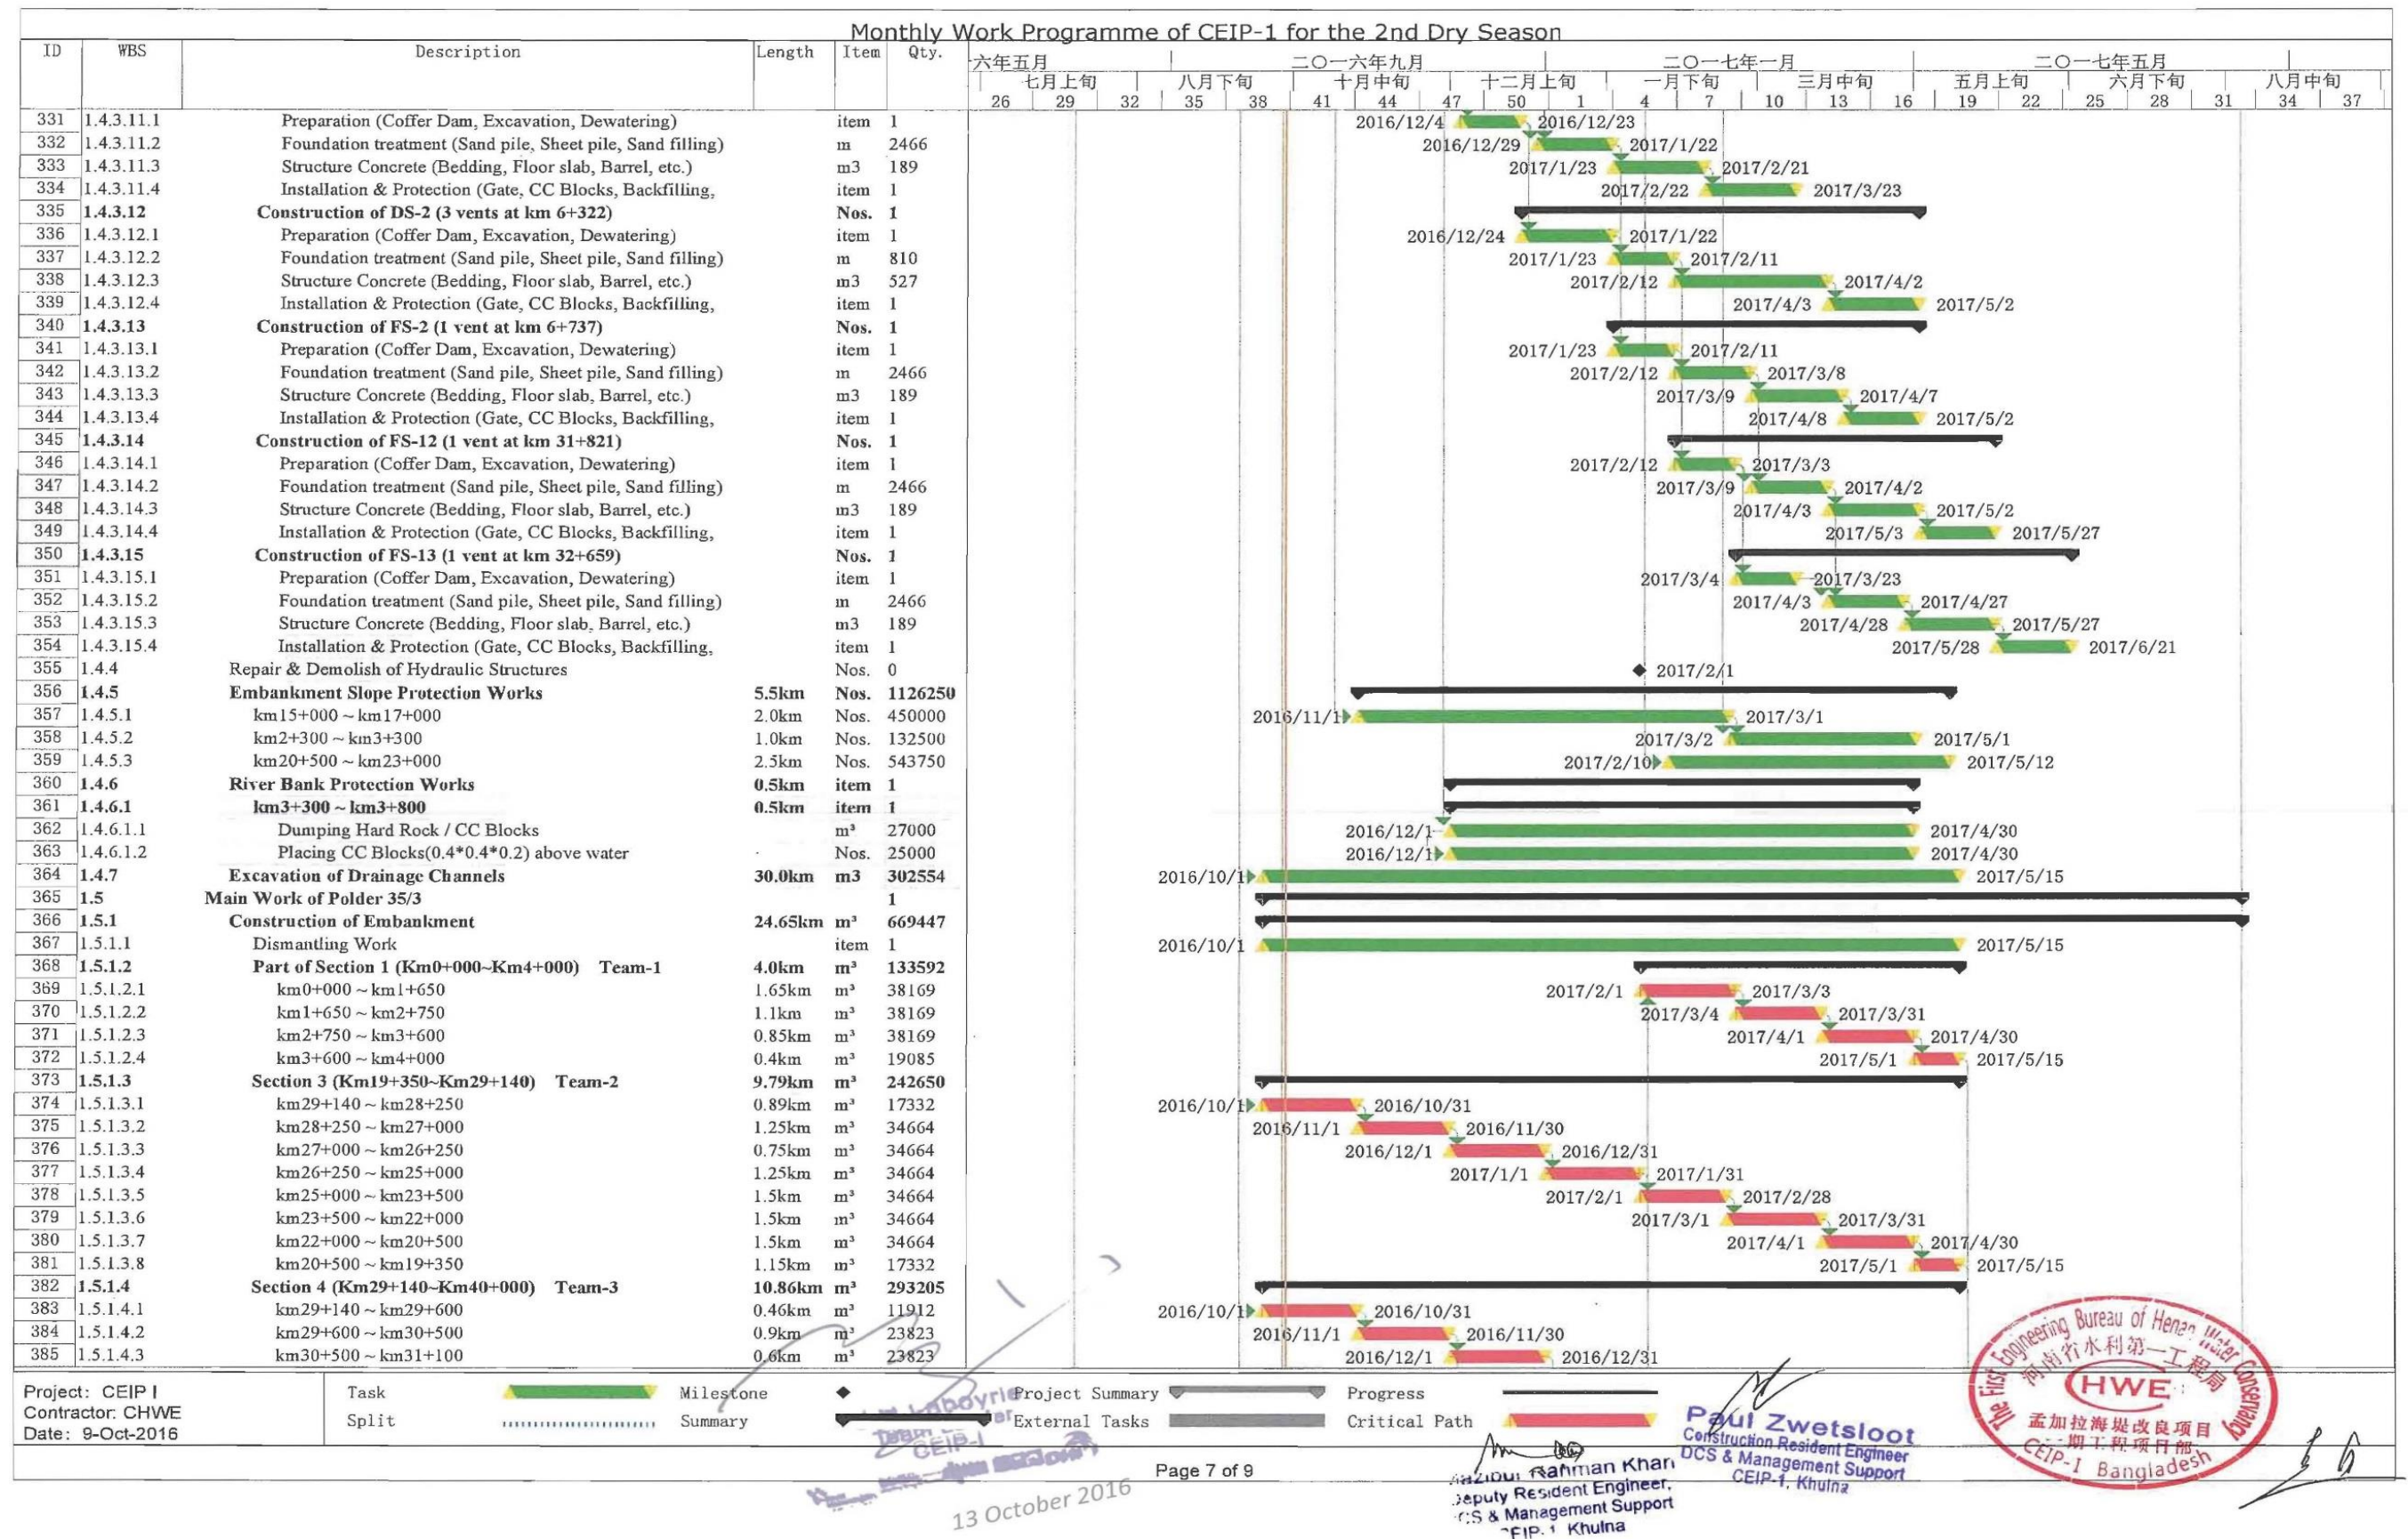 Monthly Work Programme of CEIP-1 for the 2nd Dry Season
ID WBS Description Length Item Qty.
六年五月 二〇一六年九月 二〇一七年一月 二〇一七年五月
七月上旬 八月下旬 十月中旬 十二月上旬 一月下旬 三月中旬 五月上旬 六月下旬 八月中旬
26 29 32 35 38 41 44 47 50 1 4 7 10 13 16 19 22 25 28 31 34 37
331 1.4.3.11.1 Preparation (Coffer Dam, Excavation, Dewatering) item 1 2016/12/4 2016/12/23
332 1.4.3.11.2 Foundation treatment (Sand pile, Sheet pile, Sand filling) m 2466 2016/12/29 2017/1/22
333 1.4.3.11.3 Structure Concrete (Bedding, Floor slab, Barrel, etc.) m3 189 2017/1/23 2017/2/21
334 1.4.3.11.4 Installation & Protection (Gate, CC Blocks, Backfilling, item 1 2017/2/22 2017/3/23
335 1.4.3.12 Construction of DS-2 (3 vents at km 6+322) Nos. 1
336 1.4.3.12.1 Preparation (Coffer Dam, Excavation, Dewatering) item 1 2016/12/24 2017/1/22
337 1.4.3.12.2 Foundation treatment (Sand pile, Sheet pile, Sand filling) m 810 2017/1/23 2017/2/11
338 1.4.3.12.3 Structure Concrete (Bedding, Floor slab, Barrel, etc.) m3 527 2017/2/12 2017/4/2
339 1.4.3.12.4 Installation & Protection (Gate, CC Blocks, Backfilling, item 1 2017/4/3 2017/5/2
340 1.4.3.13 Construction of FS-2 (1 vent at km 6+737) Nos. 1
341 1.4.3.13.1 Preparation (Coffer Dam, Excavation, Dewatering) item 1 2017/1/23 2017/2/11
342 1.4.3.13.2 Foundation treatment (Sand pile, Sheet pile, Sand filling) m 2466 2017/2/12 2017/3/8
343 1.4.3.13.3 Structure Concrete (Bedding, Floor slab, Barrel, etc.) m3 189 2017/3/9 2017/4/7
344 1.4.3.13.4 Installation & Protection (Gate, CC Blocks, Backfilling, item 1 2017/4/8 2017/5/2
345 1.4.3.14 Construction of FS-12 (1 vent at km 31+821) Nos. 1
346 1.4.3.14.1 Preparation (Coffer Dam, Excavation, Dewatering) item 1 2017/2/12 2017/3/3
347 1.4.3.14.2 Foundation treatment (Sand pile, Sheet pile, Sand filling) m 2466 2017/3/9 2017/4/2
348 1.4.3.14.3 Structure Concrete (Bedding, Floor slab, Barrel, etc.) m3 189 2017/4/3 2017/5/2
349 1.4.3.14.4 Installation & Protection (Gate, CC Blocks, Backfilling, item 1 2017/5/3 2017/5/27
350 1.4.3.15 Construction of FS-13 (1 vent at km 32+659) Nos. 1
351 1.4.3.15.1 Preparation (Coffer Dam, Excavation, Dewatering) item 1 2017/3/4 2017/3/23
352 1.4.3.15.2 Foundation treatment (Sand pile, Sheet pile, Sand filling) m 2466 2017/4/3 2017/4/27
353 1.4.3.15.3 Structure Concrete (Bedding, Floor slab, Barrel, etc.) m3 189 2017/4/28 2017/5/27
354 1.4.3.15.4 Installation & Protection (Gate, CC Blocks, Backfilling, item 1 2017/5/28 2017/6/21
355 1.4.4 Repair & Demolish of Hydraulic Structures Nos. 0 2017/2/1
356 1.4.5 Embankment Slope Protection Works 5.5km Nos. 1126250
357 1.4.5.1 km15+000 ~ km17+000 2.0km Nos. 450000 2016/11/1 2017/3/1
358 1.4.5.2 km2+300 ~ km3+300 1.0km Nos. 132500 2017/3/2 2017/5/1
359 1.4.5.3 km20+500 ~ km23+000 2.5km Nos. 543750 2017/2/10 2017/5/12
360 1.4.6 River Bank Protection Works 0.5km item 1
361 1.4.6.1 km3+300 ~ km3+800 0.5km item 1
362 1.4.6.1.1 Dumping Hard Rock / CC Blocks m³ 27000 2016/12/1 2017/4/30
363 1.4.6.1.2 Placing CC Blocks(0.4*0.4*0.2) above water Nos. 25000 2016/12/1 2017/4/30
364 1.4.7 Excavation of Drainage Channels 30.0km m3 302554 2016/10/1 2017/5/15
365 1.5 Main Work of Polder 35/3 1
366 1.5.1 Construction of Embankment 24.65km m³ 669447
367 1.5.1.1 Dismantling Work item 1 2016/10/1 2017/5/15
368 1.5.1.2 Part of Section 1 (Km0+000~Km4+000) Team-1 4.0km m³ 133592
369 1.5.1.2.1 km0+000 ~ km1+650 1.65km m³ 38169 2017/2/1 2017/3/3
370 1.5.1.2.2 km1+650 ~ km2+750 1.1km m³ 38169 2017/3/4 2017/3/31
371 1.5.1.2.3 km2+750 ~ km3+600 0.85km m³ 38169 2017/4/1 2017/4/30
372 1.5.1.2.4 km3+600 ~ km4+000 0.4km m³ 19085 2017/5/1 2017/5/15
373 1.5.1.3 Section 3 (Km19+350~Km29+140) Team-2 9.79km m³ 242650
374 1.5.1.3.1 km29+140 ~ km28+250 0.89km m³ 17332 2016/10/1 2016/10/31
375 1.5.1.3.2 km28+250 ~ km27+000 1.25km m³ 34664 2016/11/1 2016/11/30
376 1.5.1.3.3 km27+000 ~ km26+250 0.75km m³ 34664 2016/12/1 2016/12/31
377 1.5.1.3.4 km26+250 ~ km25+000 1.25km m³ 34664 2017/1/1 2017/1/31
378 1.5.1.3.5 km25+000 ~ km23+500 1.5km m³ 34664 2017/2/1 2017/2/28
379 1.5.1.3.6 km23+500 ~ km22+000 1.5km m³ 34664 2017/3/1 2017/3/31
380 1.5.1.3.7 km22+000 ~ km20+500 1.5km m³ 34664 2017/4/1 2017/4/30
381 1.5.1.3.8 km20+500 ~ km19+350 1.15km m³ 17332 2017/5/1 2017/5/15
382 1.5.1.4 Section 4 (Km29+140~Km40+000) Team-3 10.86km m³ 293205
383 1.5.1.4.1 km29+140 ~ km29+600 0.46km m³ 11912 2016/10/1 2016/10/31
384 1.5.1.4.2 km29+600 ~ km30+500 0.9km m³ 23823 2016/11/1 2016/11/30
385 1.5.1.4.3 km30+500 ~ km31+100 0.6km m³ 23823 2016/12/1 2016/12/31
Project: CEIP I
Contractor: CHWE
Date: 9-Oct-2016
Task Milestone Project Summary Progress
Split Summary External Tasks Critical Path
CEIP-I
13 October 2016
Page 7 of 9
Rahman Khan
Deputy Resident Engineer,
& Management Support
Khulna
Paul Zwetsloot
Construction Resident Engineer
DCS & Management Support
CEIP-1, Khulna
The First Engineering Bureau of Henan Water Conservancy
河南省水利第一工程局
HWE
孟加拉海堤改良项目
一期工程项目部
CEIP-I Bangladesh